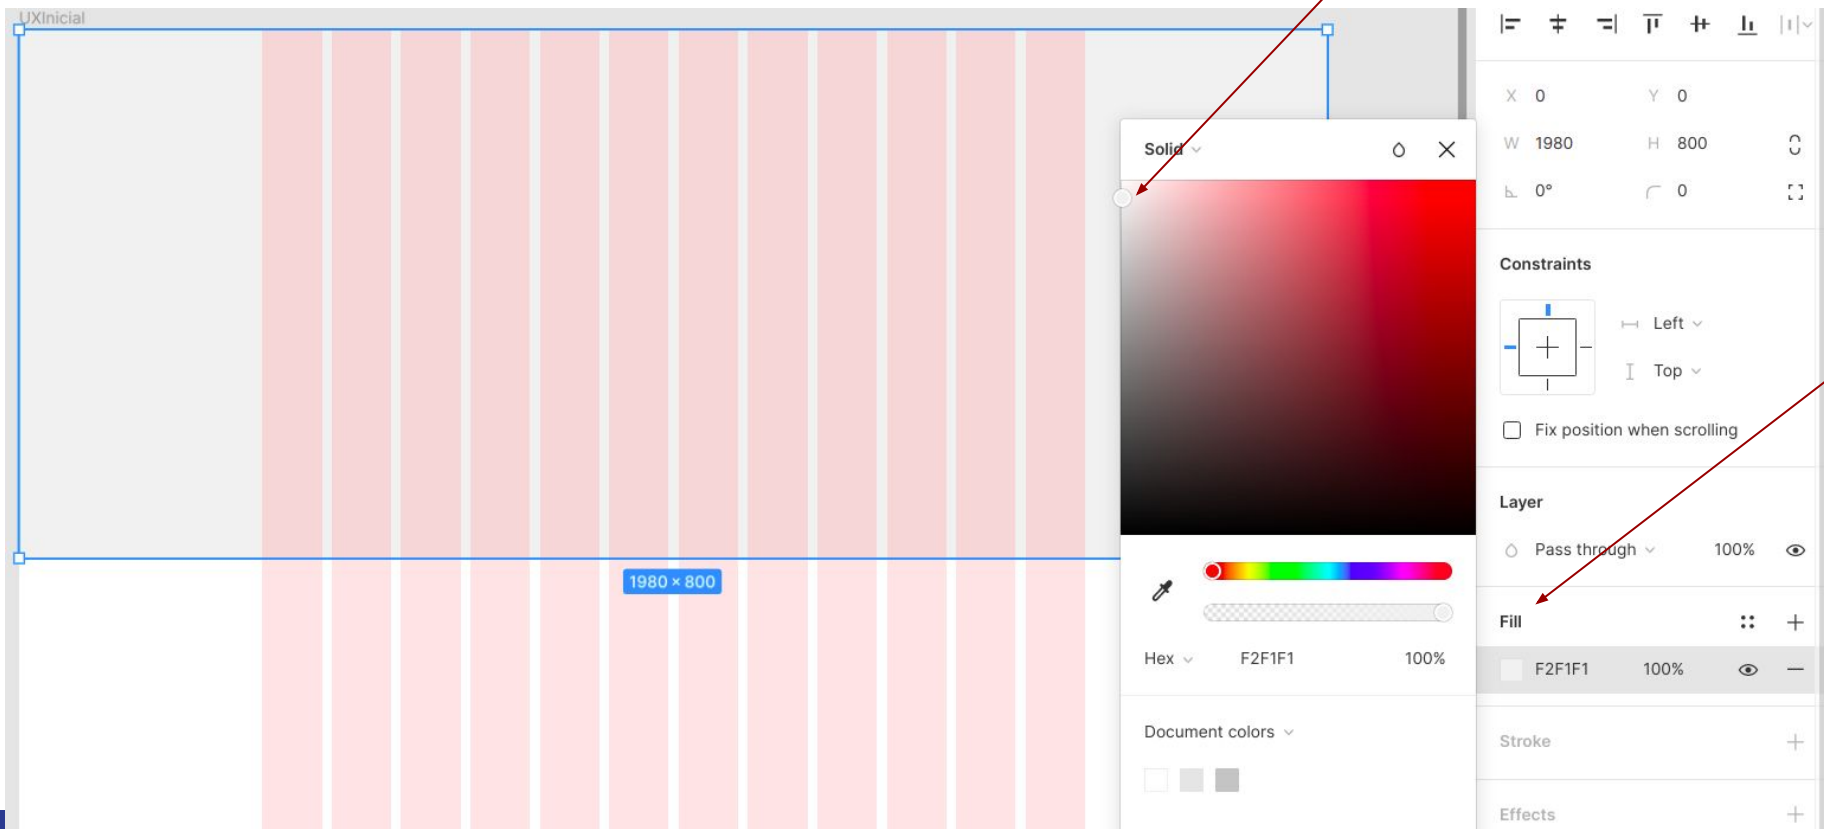 UXInicial
X 0 Y 0
W 1980 H 800
0° 0
Solid
Constraints
Left
Top
Fix position when scrolling
Layer
Pass through 100%
1980 × 800
Fill
Hex F2F1F1 100%
F2F1F1 100%
Document colors
Stroke
Effects